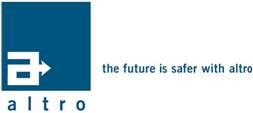 a
the future is safer with altro
altro